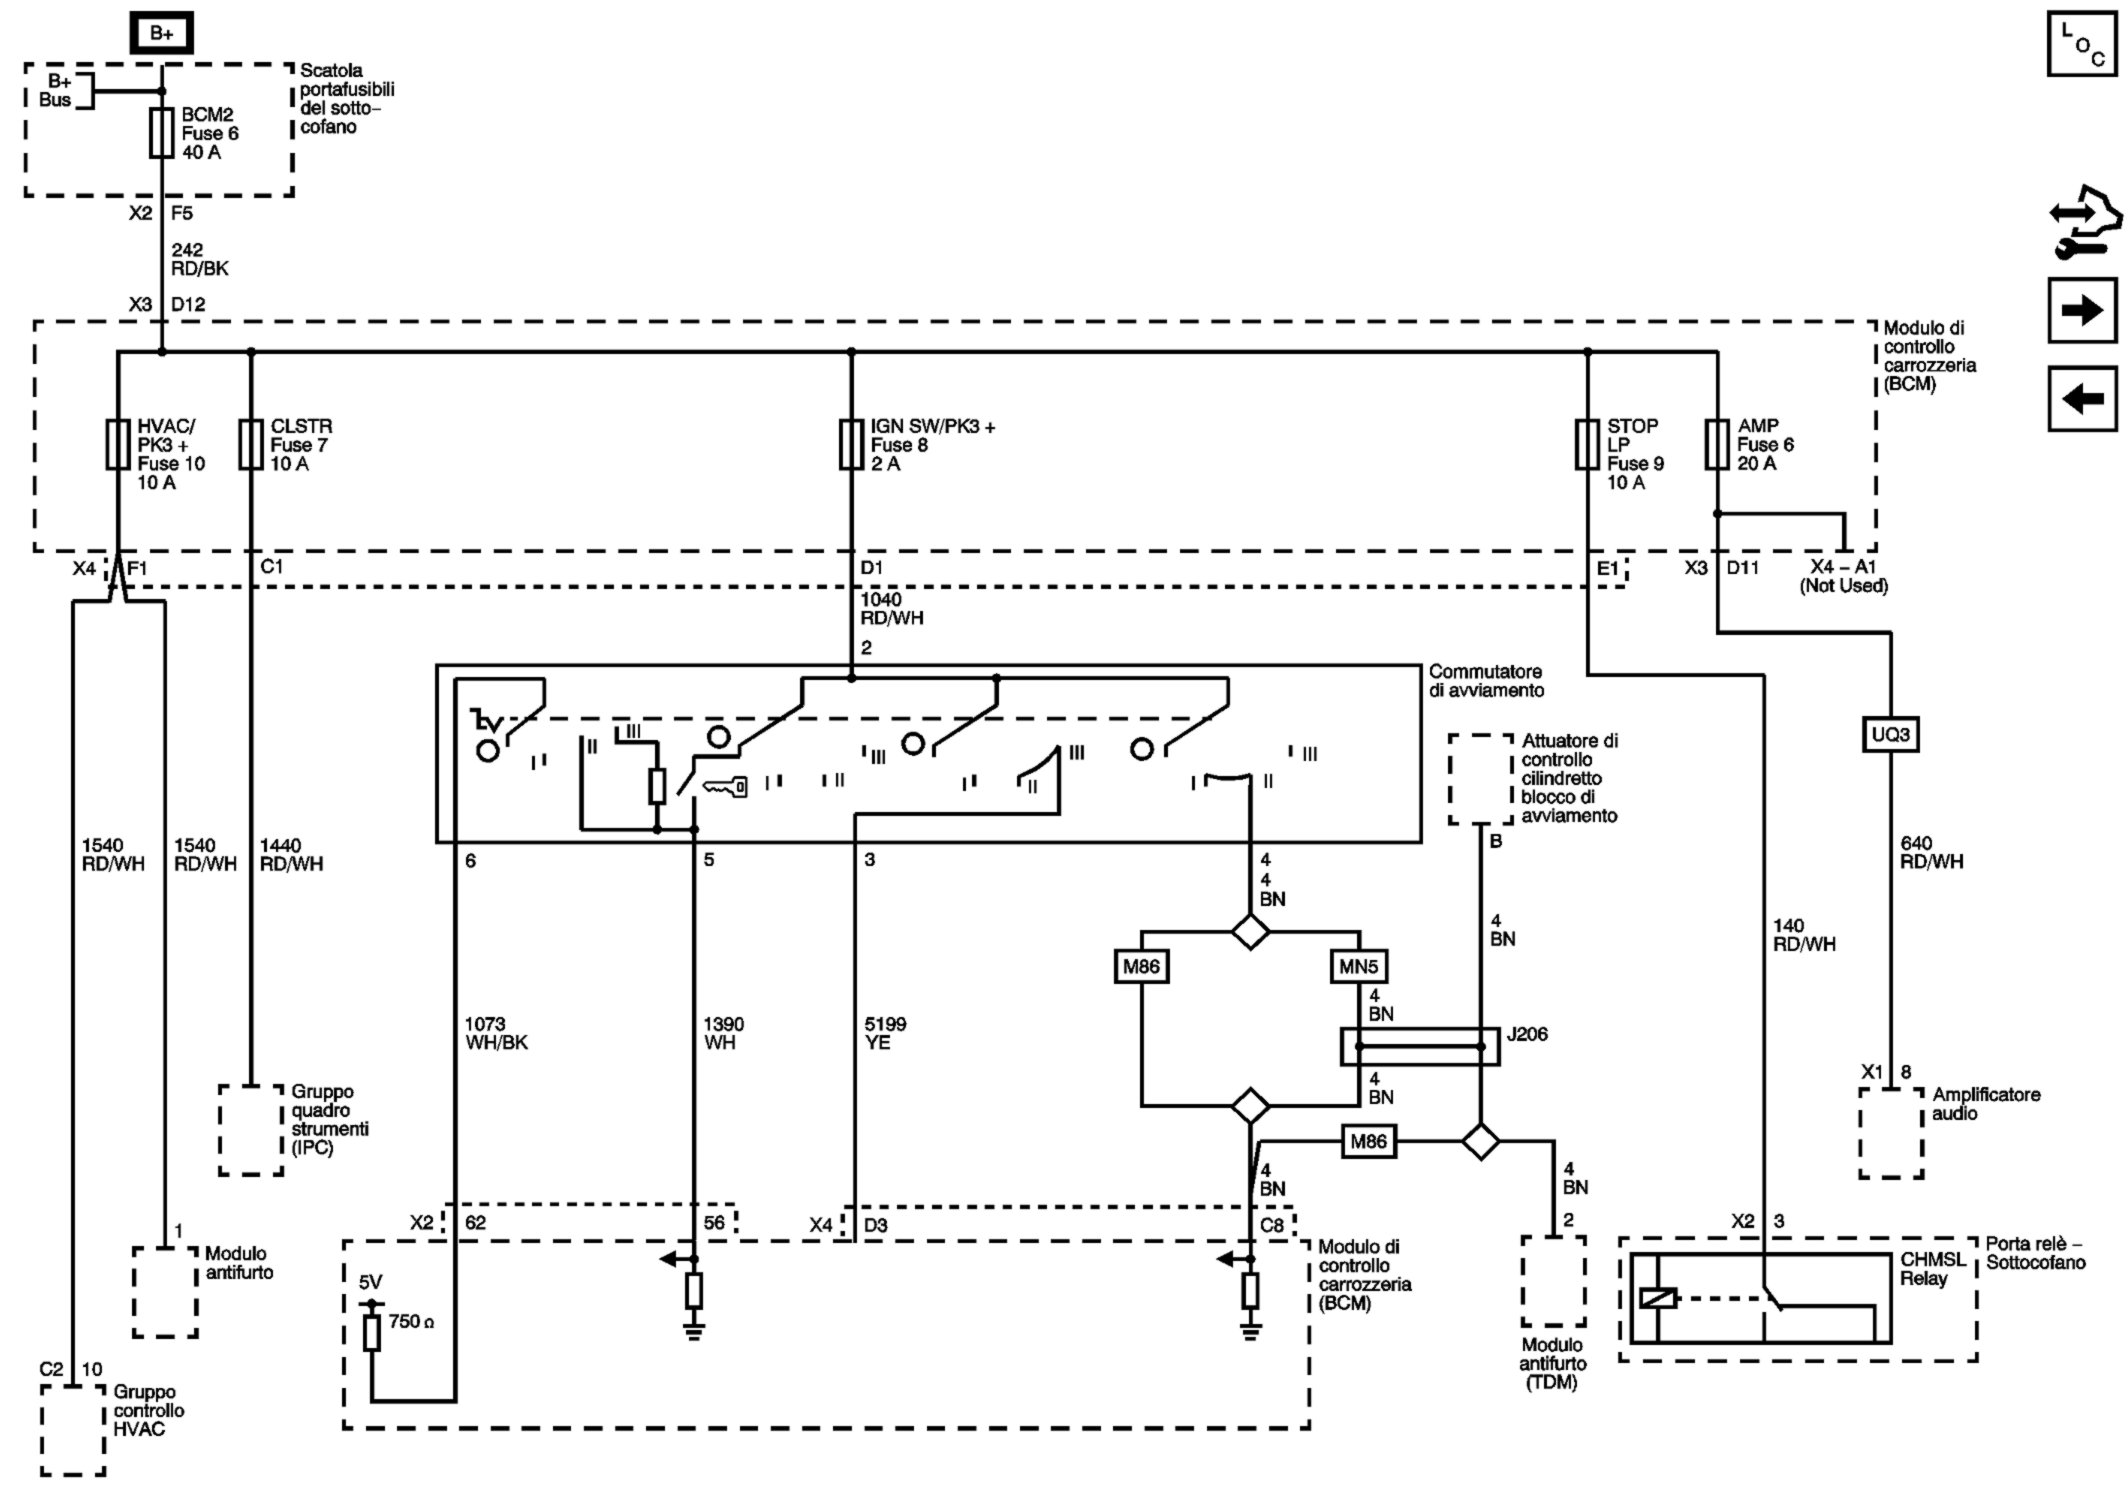 B+
L
O
C
B+
Bus
Scatola
portafusibili
del sotto–
cofano
BCM2
Fuse 6
40 A
X2 F5
242
RD/BK
X3 D12
Modulo di
controllo
carrozzeria
(BCM)
HVAC/
PK3 +
Fuse 10
10 A
CLSTR
Fuse 7
10 A
IGN SW/PK3 +
Fuse 8
2 A
STOP
LP
Fuse 9
10 A
AMP
Fuse 6
20 A
X4 F1
C1
D1
E1
X3 D11
X4 – A1
(Not Used)
1040
RD/WH
2
Commutatore
di avviamento
I
II
III
I
II
III
I
II
III
I
II
III
Attuatore di
controllo
cilindretto
blocco di
avviamento
B
UQ3
1540
RD/WH
1540
RD/WH
1440
RD/WH
6
5
3
4
4
BN
640
RD/WH
4
BN
140
RD/WH
M86
MN5
4
BN
1073
WH/BK
1390
WH
5199
YE
J206
4
BN
X1 8
Amplificatore
audio
Gruppo
quadro
strumenti
(IPC)
M86
4
BN
4
BN
X2 62
56
X4 D3
C8
2
X2 3
1
Modulo
antifurto
Modulo di
controllo
carrozzeria
(BCM)
Porta relè –
Sottocofano
CHMSL
Relay
5V
750 Ω
Modulo
antifurto
(TDM)
C2 10
Gruppo
controllo
HVAC